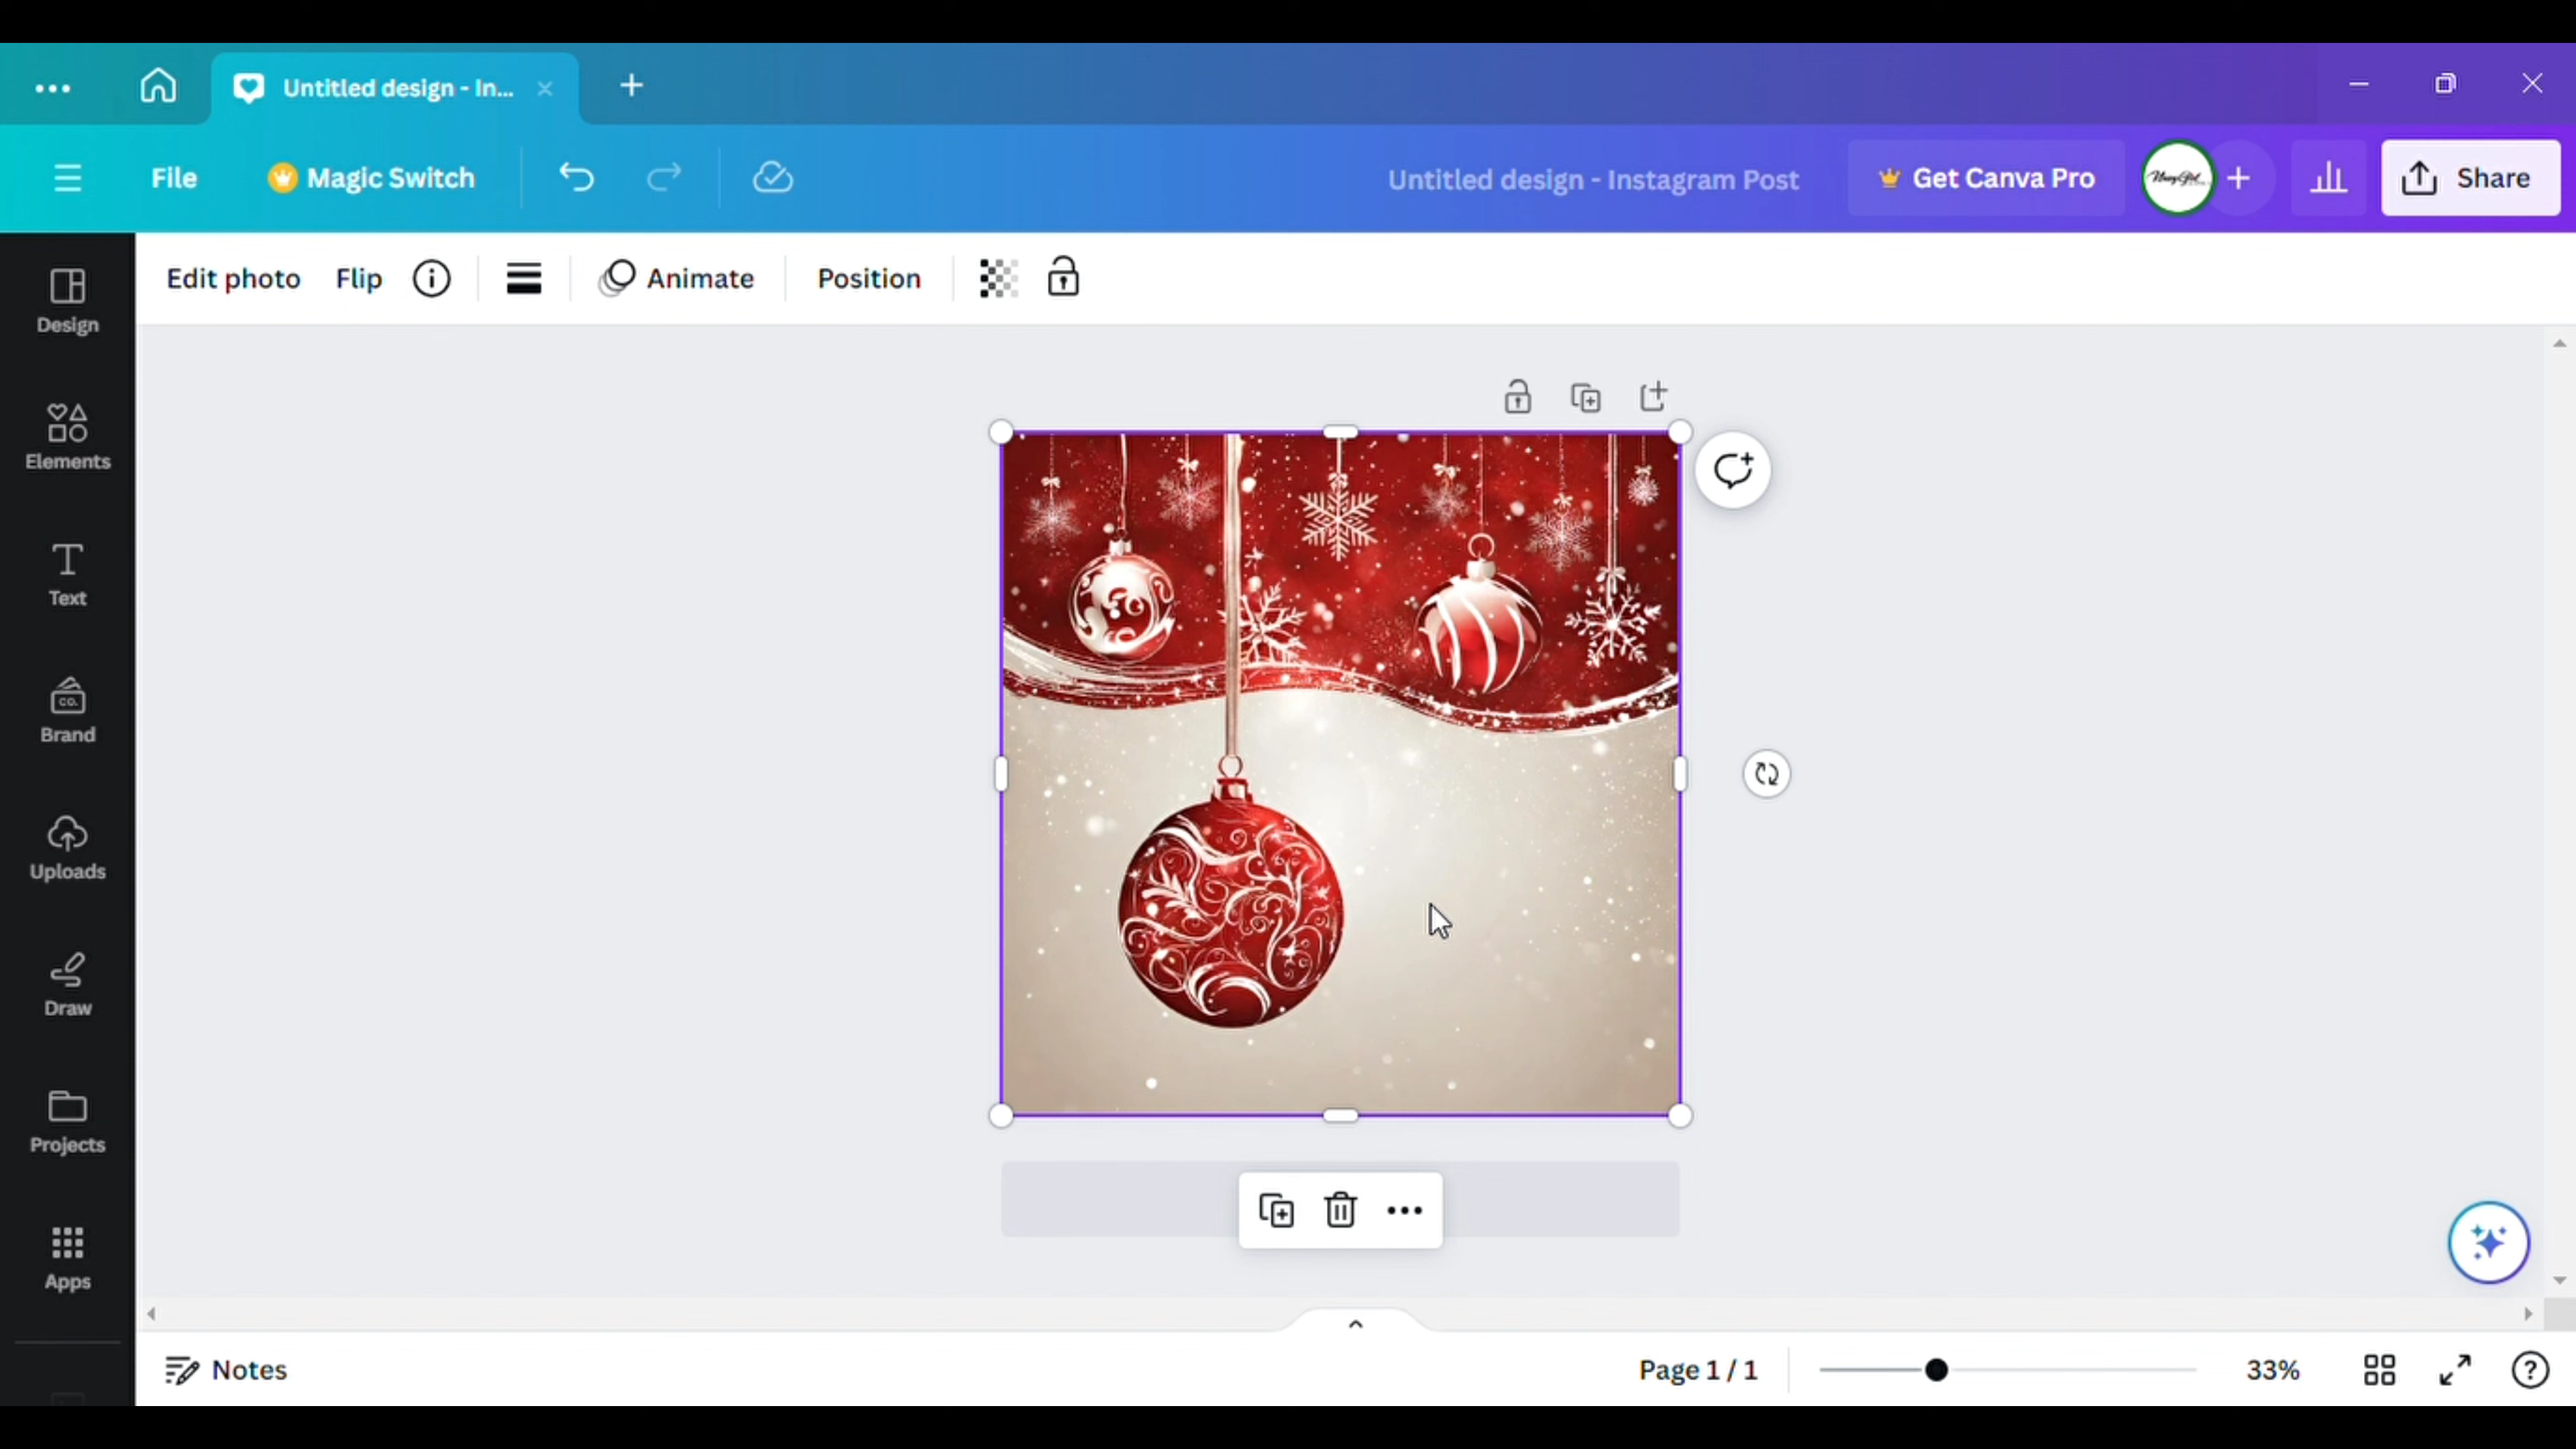 Untitled design - In...
File
Magic Switch
Untitled design - Instagram Post
Get Canva Pro
Share
Edit photo
Flip
Animate
Position
Design
Elements
Text
CO.
Brand
Uploads
Draw
Projects
Apps
Notes
Page 1 / 1
33%